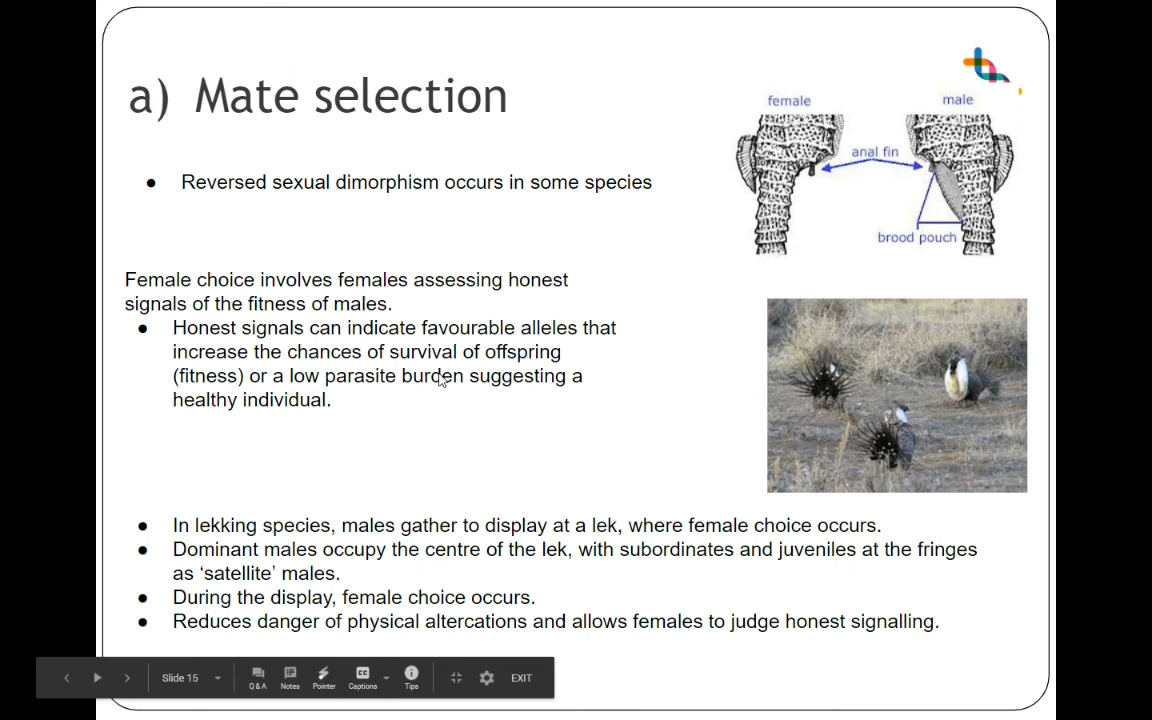 a) Mate selection
female
male
anal fin
brood pouch
● Reversed sexual dimorphism occurs in some species
Female choice involves females assessing honest
signals of the fitness of males.
● Honest signals can indicate favourable alleles that
increase the chances of survival of offspring
(fitness) or a low parasite burden suggesting a
healthy individual.
● In lekking species, males gather to display at a lek, where female choice occurs.
● Dominant males occupy the centre of the lek, with subordinates and juveniles at the fringes
as ‘satellite’ males.
● During the display, female choice occurs.
● Reduces danger of physical altercations and allows females to judge honest signalling.
Slide 15
Q & A
Notes
Pointer
CC
Captions
Tips
EXIT